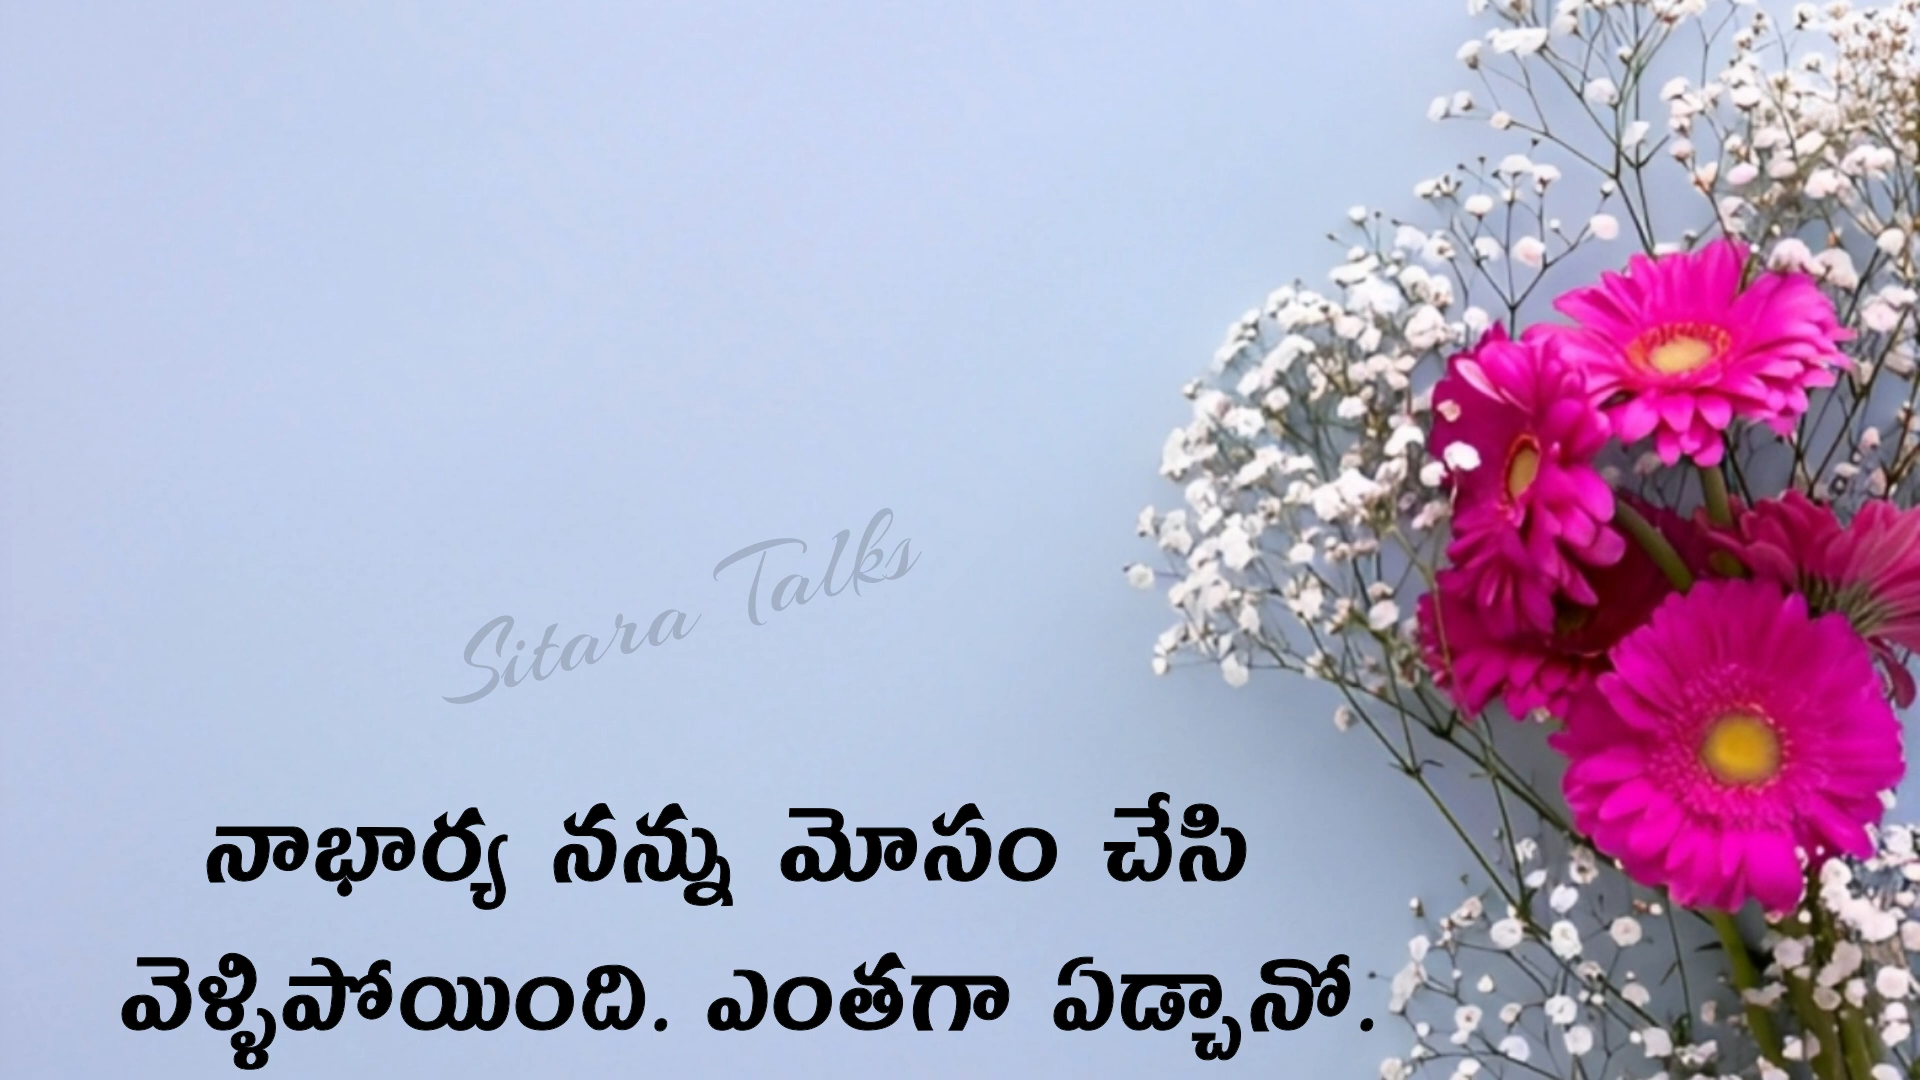 Sitara Talks
నాభార్య నన్ను మోసం చేసి
వెళ్ళిపోయింది. ఎంతగా ఏడ్చానో.